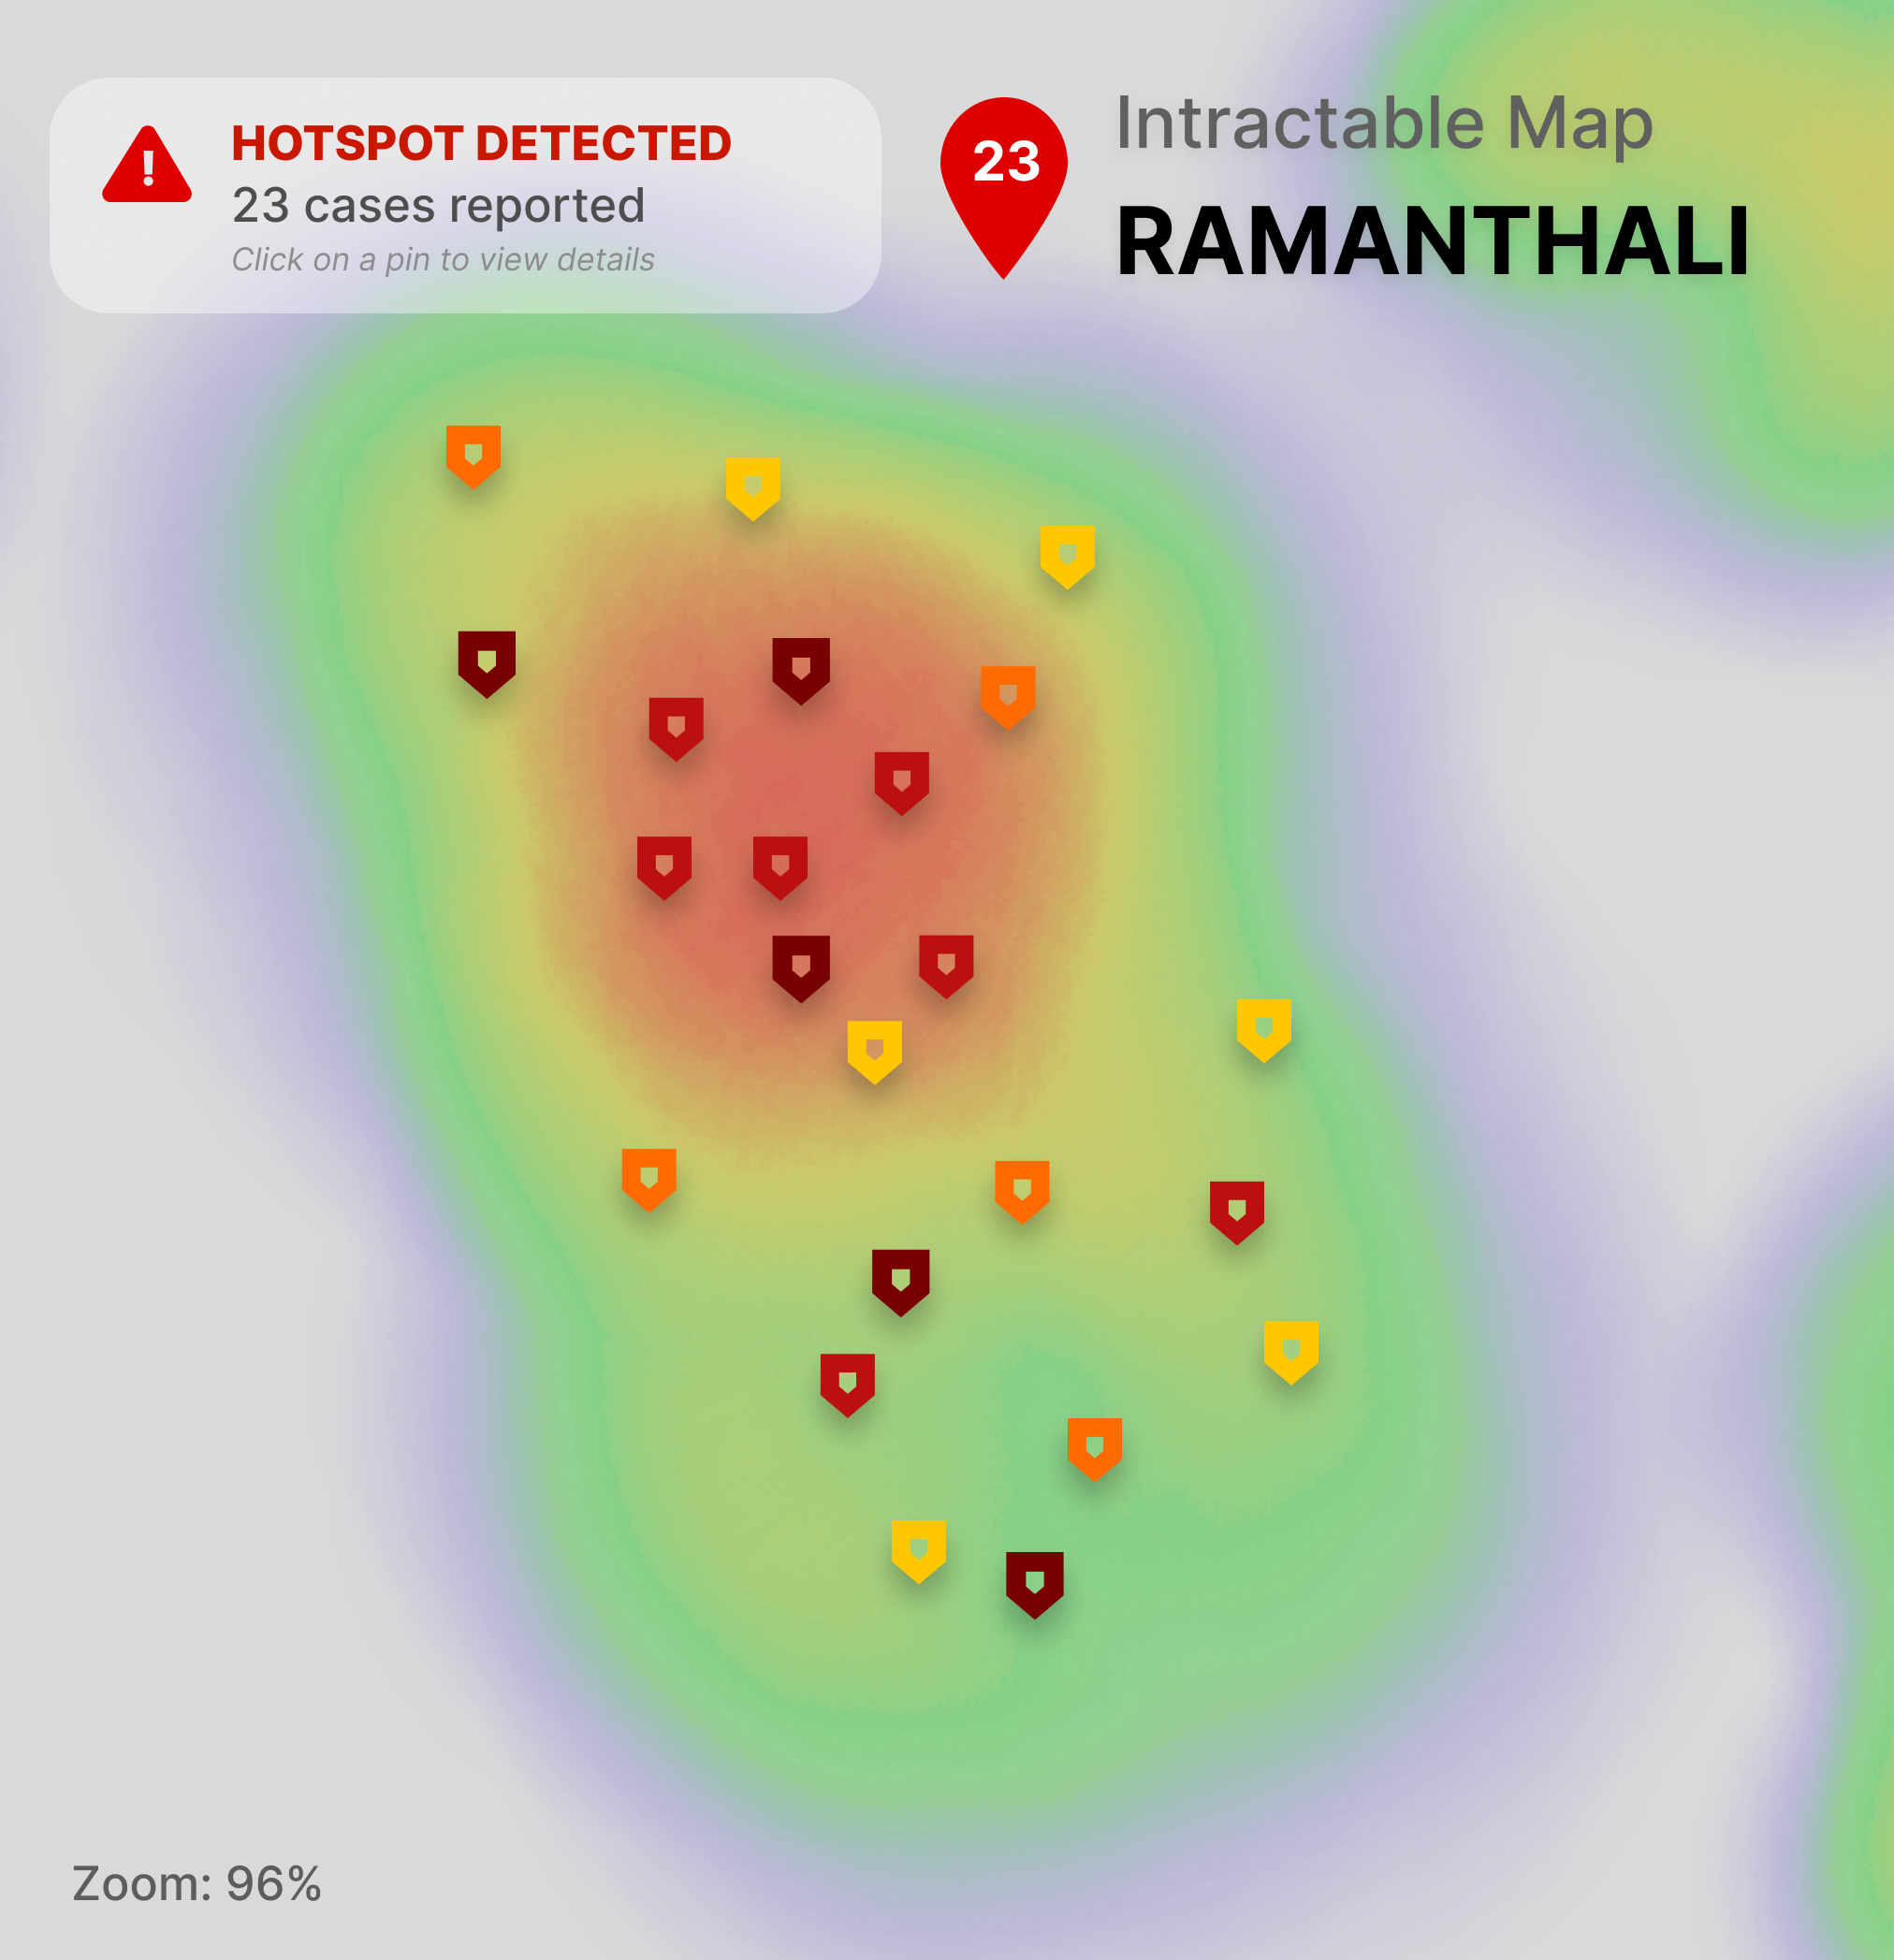 HOTSPOT DETECTED
23 cases reported
Click on a pin to view details
23
Intractable Map
RAMANTHALI
Zoom: 96%